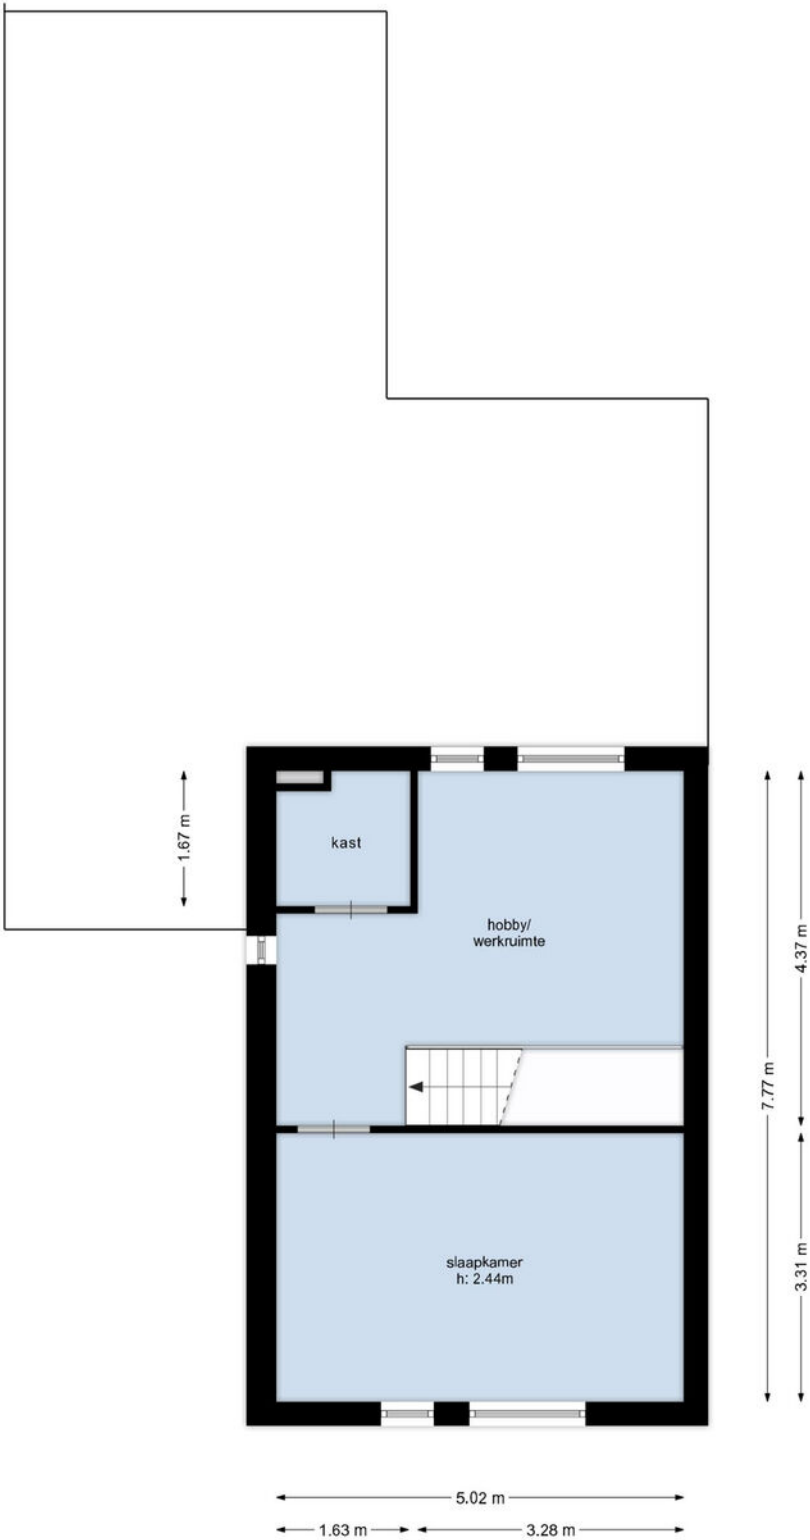 1.67 m
kast
hobby/
werkruimte
4.37 m
7.77 m
slaapkamer
h: 2.44m
3.31 m
5.02 m
1.63 m
3.28 m